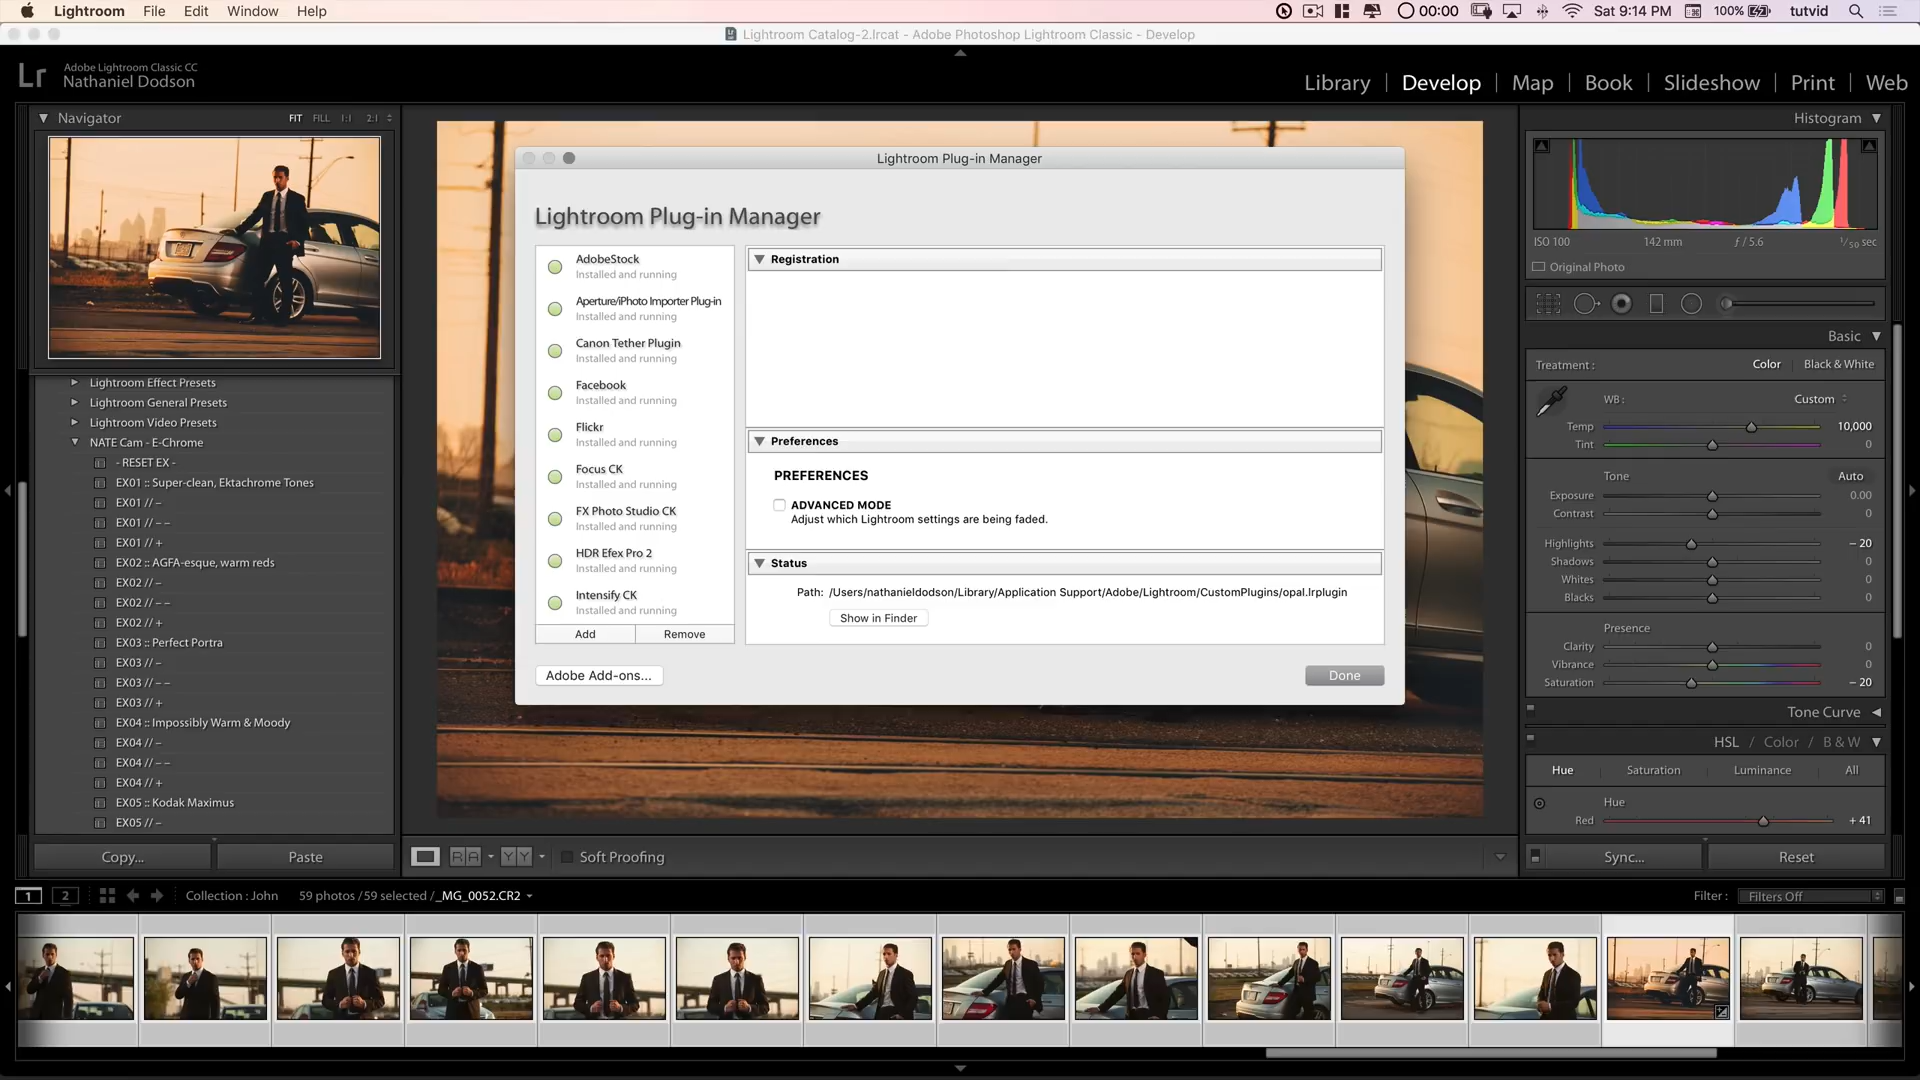 Lightroom File Edit Window Help
00:00 Sat 9:14 PM 100% tutvid
Lightroom Catalog-2.lrcat - Adobe Photoshop Lightroom Classic - Develop
Lr
Adobe Lightroom Classic CC
Nathaniel Dodson
Library | Develop | Map | Book | Slideshow | Print | Web
Navigator FIT FILL 1:1 2:1
Lightroom Effect Presets
Lightroom General Presets
Lightroom Video Presets
NATE Cam - E-Chrome
- RESET EX -
EX01 :: Super-clean, Ektachrome Tones
EX01 // –
EX01 // – –
EX01 // +
EX02 :: AGFA-esque, warm reds
EX02 // –
EX02 // – –
EX02 // +
EX03 :: Perfect Portra
EX03 // –
EX03 // – –
EX03 // +
EX04 :: Impossibly Warm & Moody
EX04 // –
EX04 // – –
EX04 // +
EX05 :: Kodak Maximus
EX05 // –
Copy... Paste
Lightroom Plug-in Manager
Lightroom Plug-in Manager
AdobeStock
Installed and running
Aperture/iPhoto Importer Plug-in
Installed and running
Canon Tether Plugin
Installed and running
Facebook
Installed and running
Flickr
Installed and running
Focus CK
Installed and running
FX Photo Studio CK
Installed and running
HDR Efex Pro 2
Installed and running
Intensify CK
Installed and running
Add Remove
Adobe Add-ons...
Registration
Preferences
PREFERENCES
ADVANCED MODE
Adjust which Lightroom settings are being faded.
Status
Path: /Users/nathanieldodson/Library/Application Support/Adobe/Lightroom/CustomPlugins/opal.lrplugin
Show in Finder
Done
Histogram
ISO 100 142 mm ƒ / 5.6 1/50 sec
Original Photo
Basic
Treatment : Color | Black & White
WB : Custom
Temp 10,000
Tint 0
Tone Auto
Exposure 0.00
Contrast 0
Highlights – 20
Shadows 0
Whites 0
Blacks 0
Presence
Clarity 0
Vibrance 0
Saturation – 20
Tone Curve
HSL / Color / B & W
Hue Saturation Luminance All
Hue
Red + 41
Sync... Reset
R A Y Y Soft Proofing
1 2 Collection : John 59 photos / 59 selected / _MG_0052.CR2
Filter : Filters Off